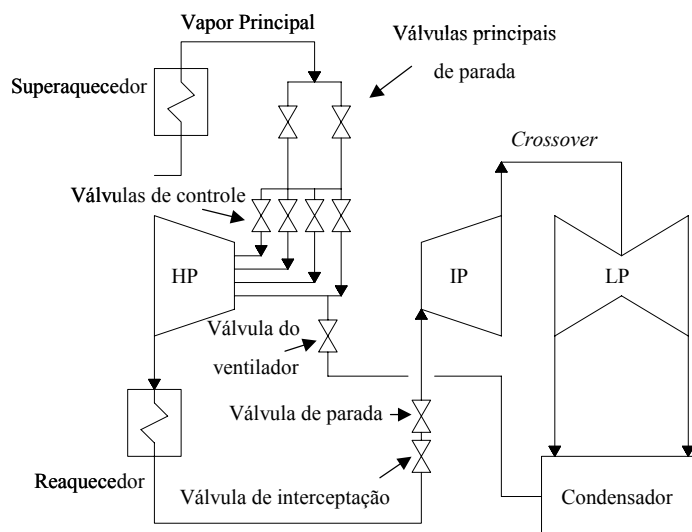 Vapor Principal
Válvulas principais
de parada
Superaquecedor
Crossover
Válvulas de controle
HP
IP
LP
Válvula do
ventilador
Válvula de parada
Reaquecedor
Válvula de interceptação
Condensador